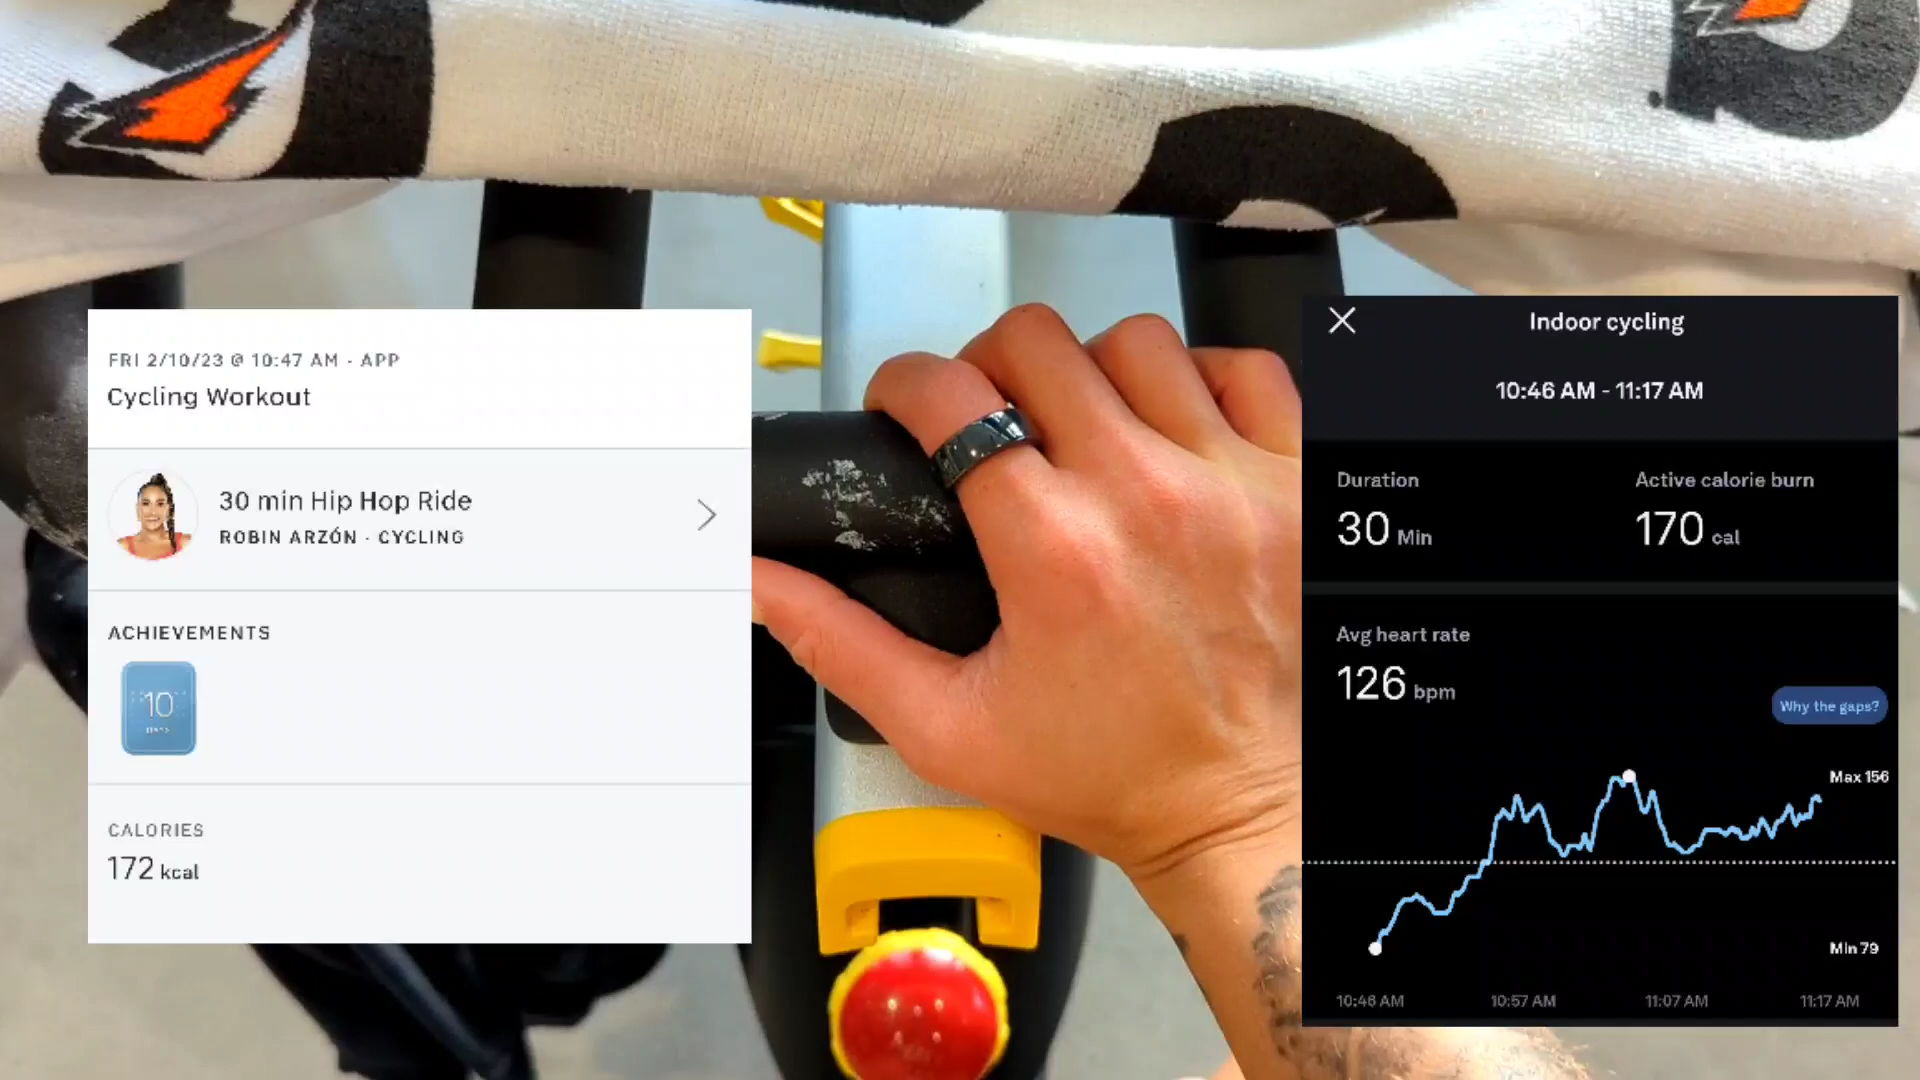 FRI 2/10/23 @ 10:47 AM - APP
Cycling Workout
30 min Hip Hop Ride
ROBIN ARZÓN · CYCLING
ACHIEVEMENTS
10
CALORIES
172 kcal
Indoor cycling
10:46 AM - 11:17 AM
Duration
30 Min
Active calorie burn
170 cal
Avg heart rate
126 bpm
Why the gaps?
Max 156
Min 79
10:46 AM
10:57 AM
11:07 AM
11:17 AM